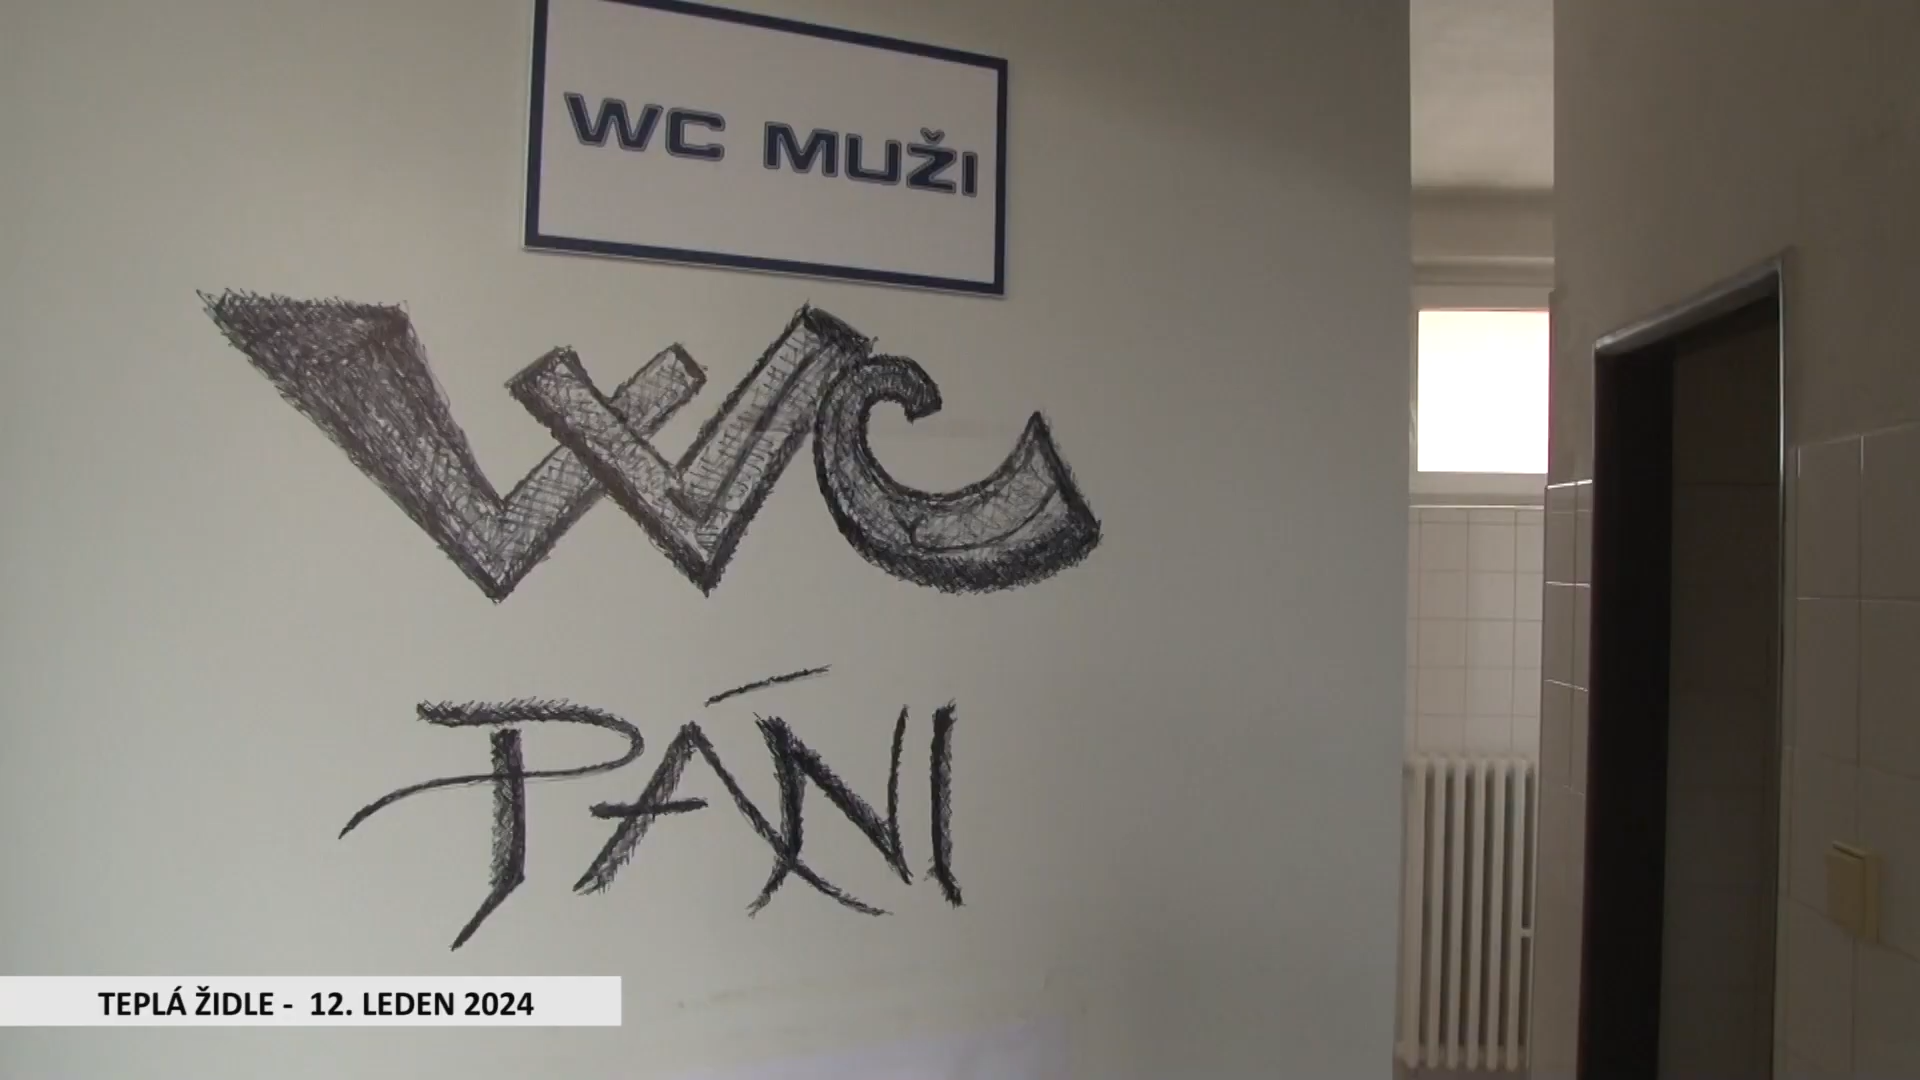 WC MUŽI
WC
PÁNI
TEPLÁ ŽIDLE - 12. LEDEN 2024